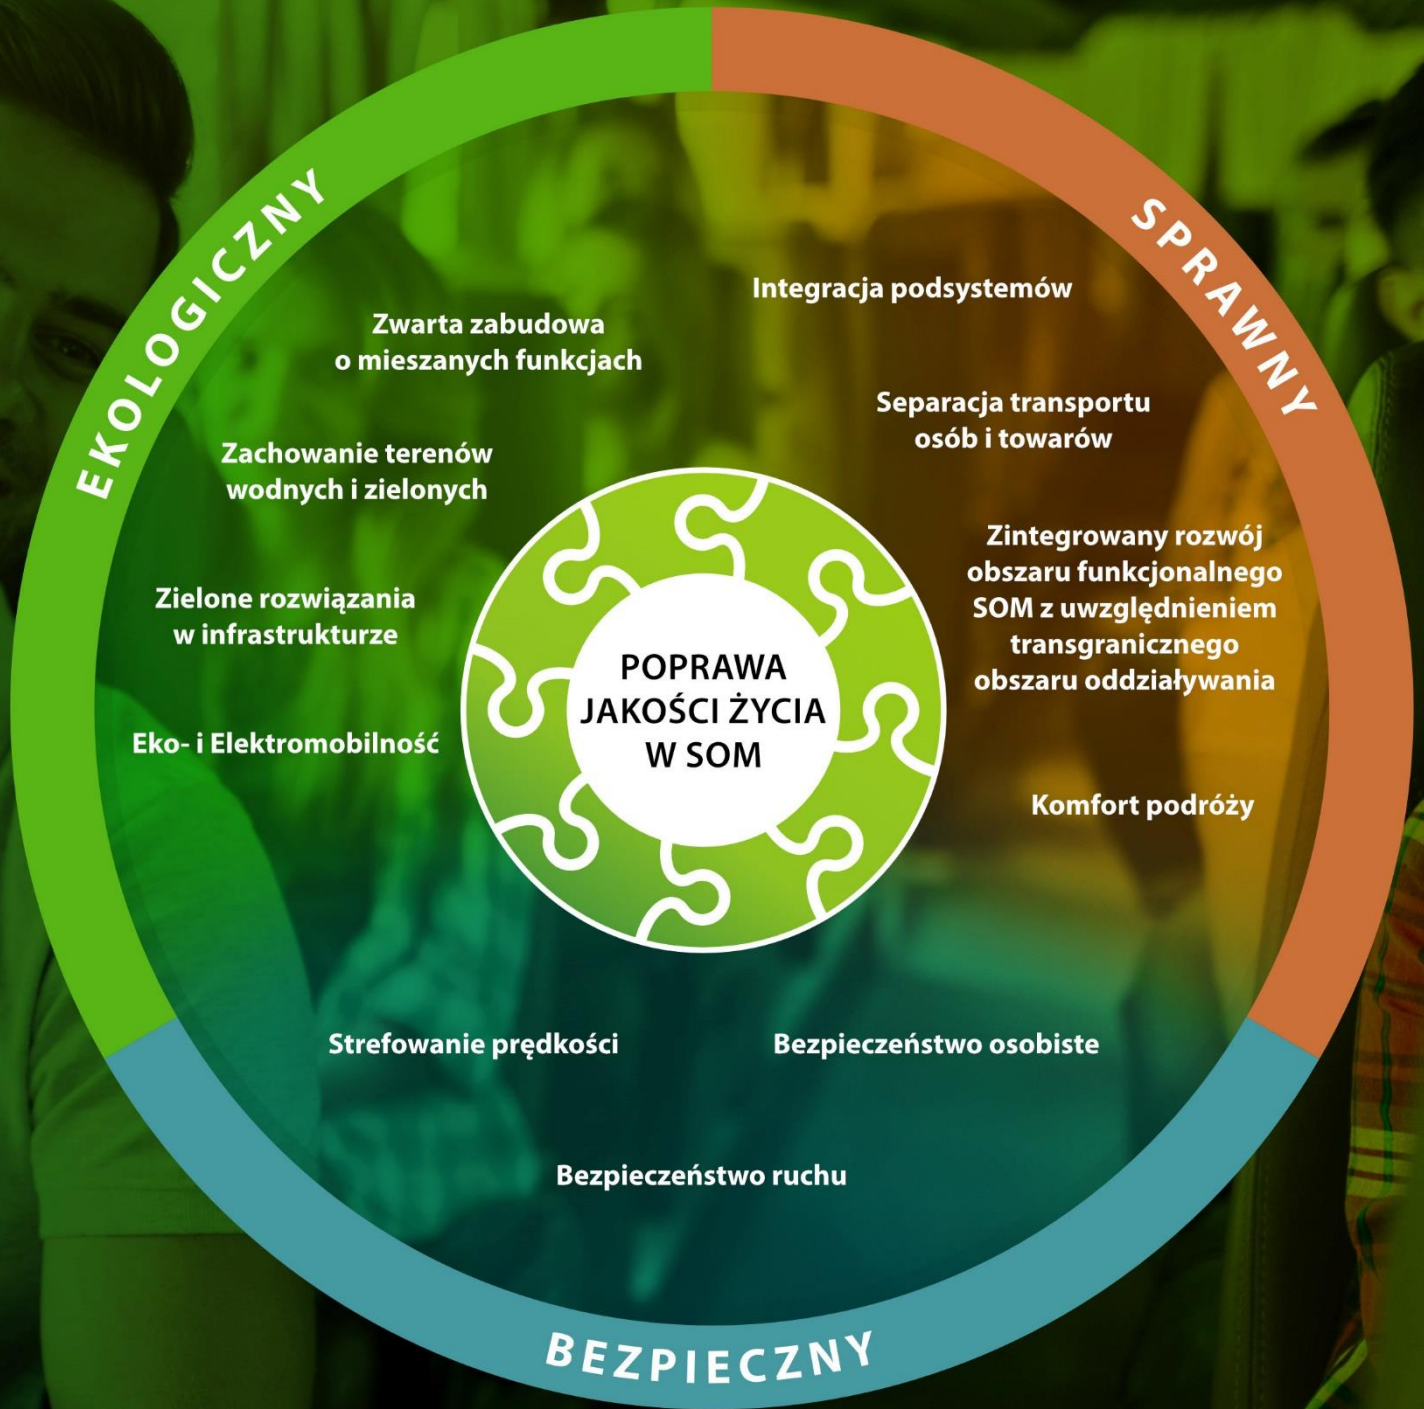 EKOLOGICZNY
Zwarta zabudowa
o mieszanych funkcjach
Zachowanie terenów
wodnych i zielonych
Zielone rozwiązania
w infrastrukturze
Eko- i Elektromobilność
SPRAWNY
Integracja podsystemów
Separacja transportu
osób i towarów
Zintegrowany rozwój
obszaru funkcjonalnego
SOM z uwzględnieniem
transgranicznego
obszaru oddziaływania
Komfort podróży
POPRAWA
JAKOŚCI ŻYCIA
W SOM
Strefowanie prędkości
Bezpieczeństwo osobiste
Bezpieczeństwo ruchu
BEZPIECZNY